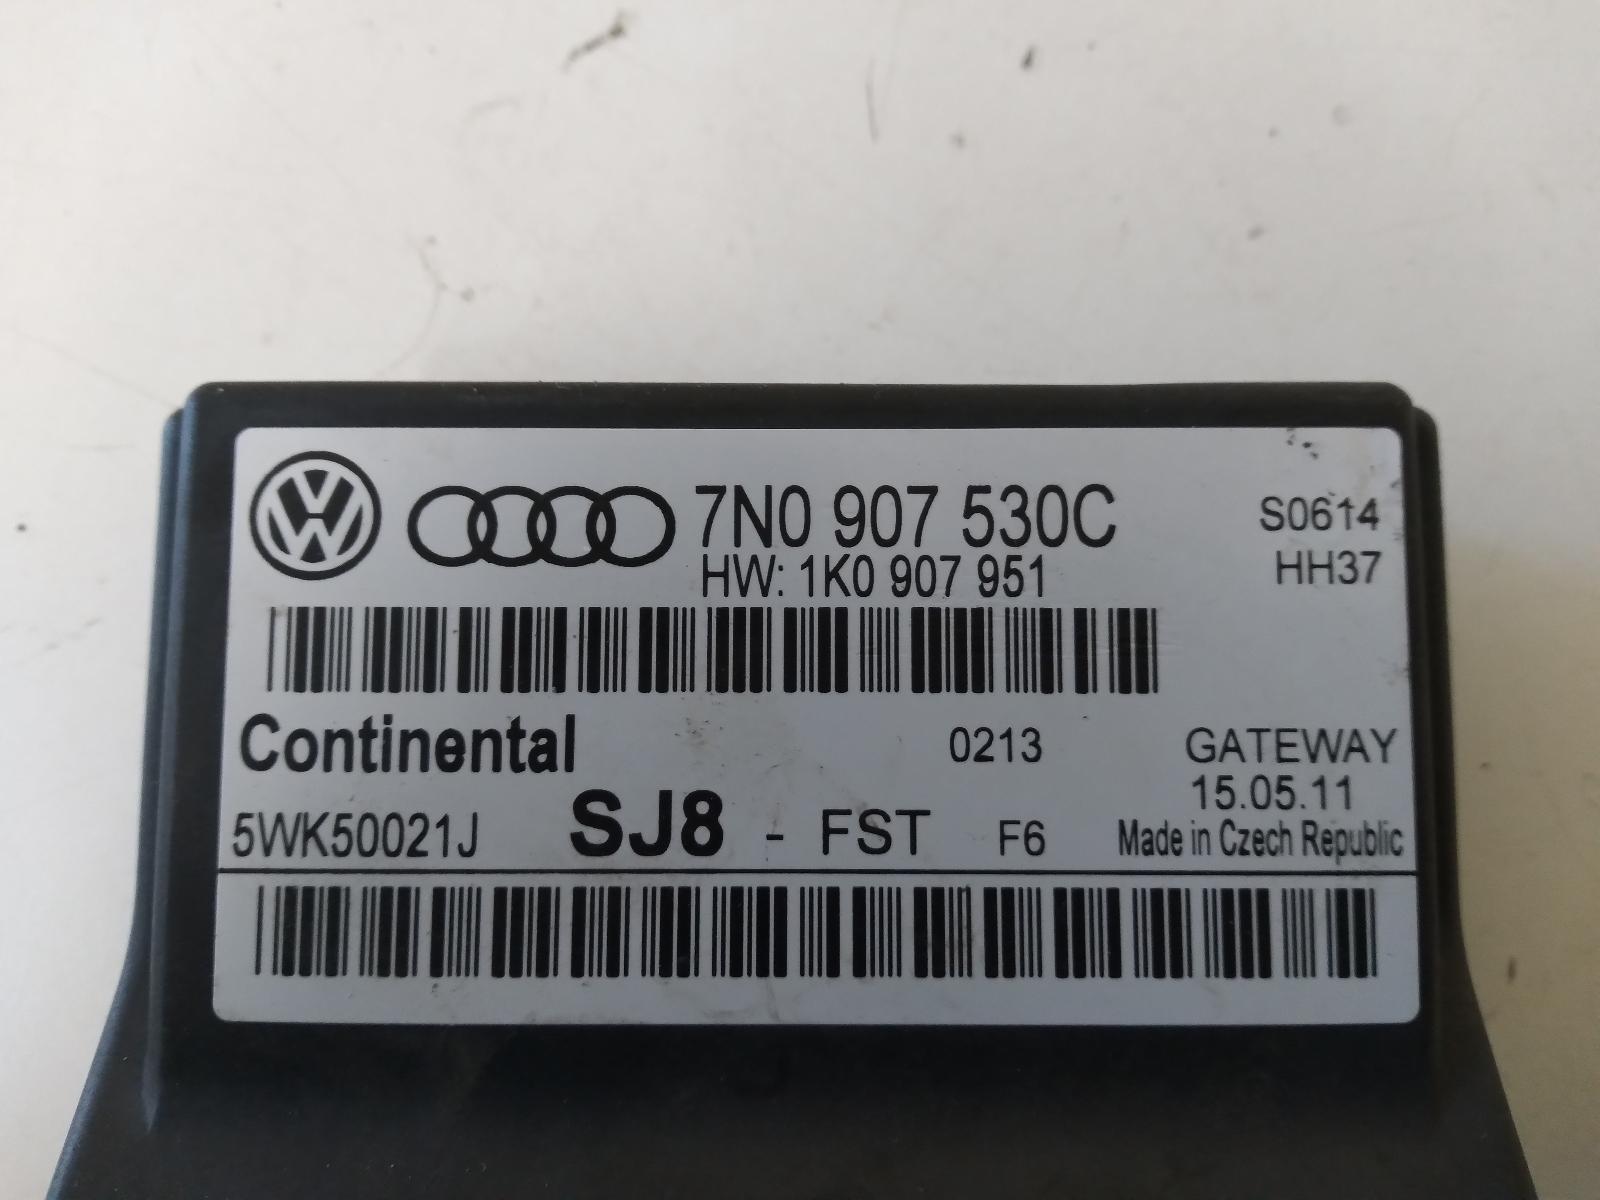 7N0 907 530C S0614
HW: 1K0 907 951 HH37
Continental 0213 GATEWAY
15.05.11
5WK50021J SJ8 - FST F6 Made in Czech Republic